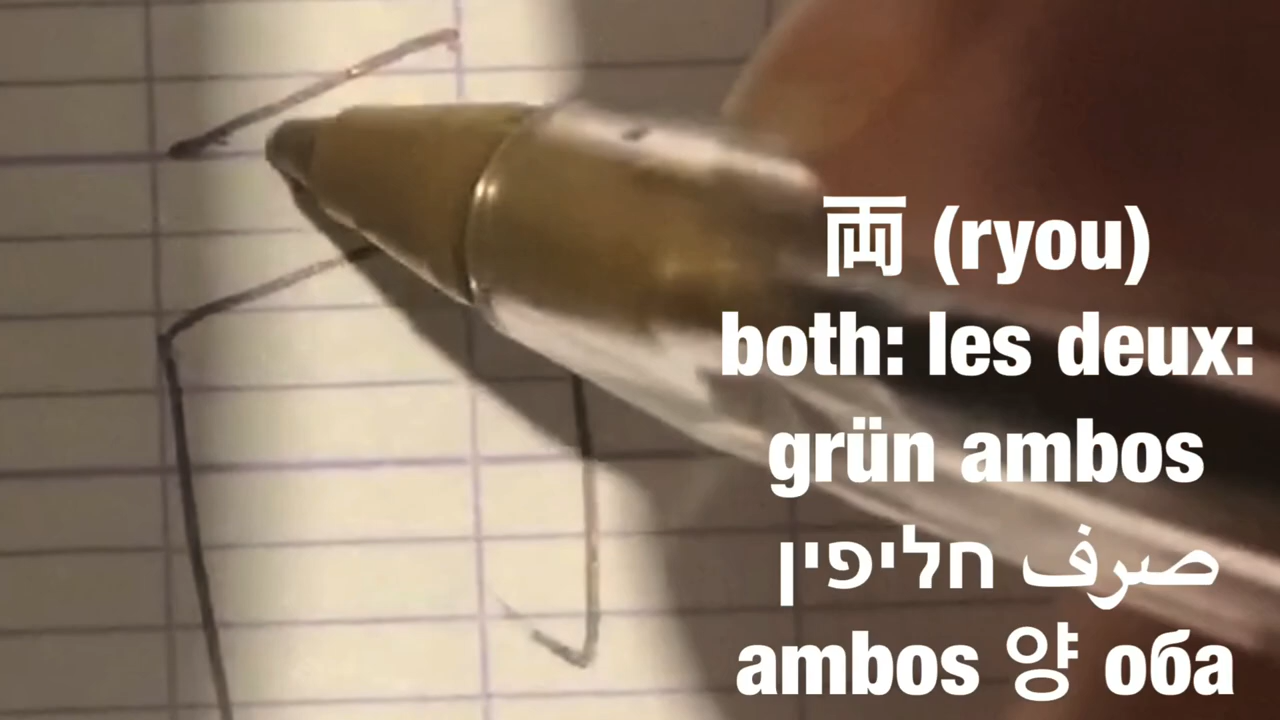 両 (ryou)
both: les deux:
grün ambos
صرف חליפין
ambos 양 оба